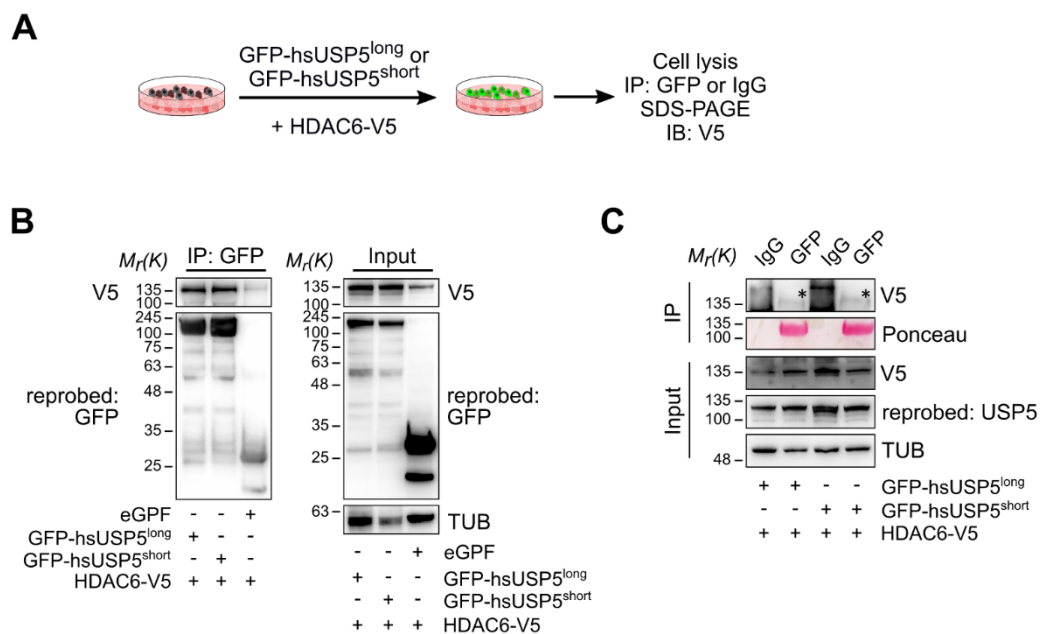 A
GFP-hsUSP5long or
GFP-hsUSP5short
+ HDAC6-V5
Cell lysis
IP: GFP or IgG
SDS-PAGE
IB: V5
B
Mr(K) IP: GFP
V5
135
100
245
135
100
75
63
48
35
25
reprobed:
GFP
- - + eGPF
+ - - GFP-hsUSP5long
- + - GFP-hsUSP5short
+ + + HDAC6-V5
Mr(K) Input
135
100
V5
245
135
100
75
63
48
35
25
reprobed:
GFP
63
TUB
- - + eGPF
+ - - GFP-hsUSP5long
- + - GFP-hsUSP5short
+ + + HDAC6-V5
C
Mr(K) IgG GFP IgG GFP
IP
135 * * V5
135
100
Ponceau
Input
135
V5
135
100
reprobed: USP5
48
TUB
+ + - - GFP-hsUSP5long
- - + + GFP-hsUSP5short
+ + + + HDAC6-V5